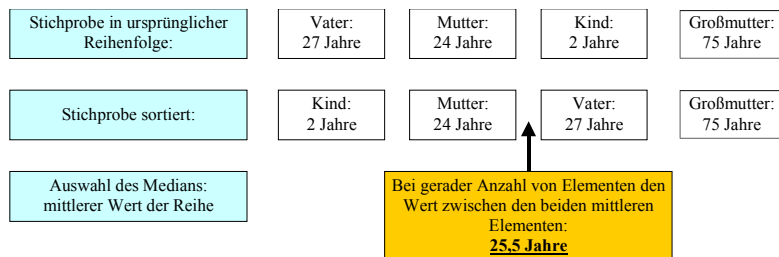 Stichprobe in ursprünglicher
Reihenfolge:
Vater:
27 Jahre
Mutter:
24 Jahre
Kind:
2 Jahre
Großmutter:
75 Jahre
Stichprobe sortiert:
Kind:
2 Jahre
Mutter:
24 Jahre
Vater:
27 Jahre
Großmutter:
75 Jahre
Auswahl des Medians:
mittlerer Wert der Reihe
Bei gerader Anzahl von Elementen den
Wert zwischen den beiden mittleren
Elementen:
25,5 Jahre